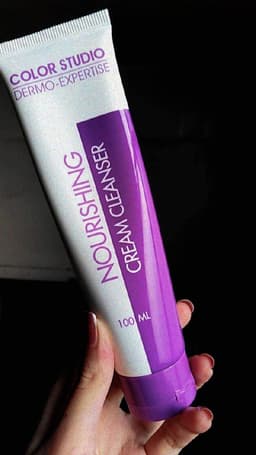 COLOR STUDIO
DERMO-EXPERTISE
NOURISHING
CREAM CLEANSER
100 ML